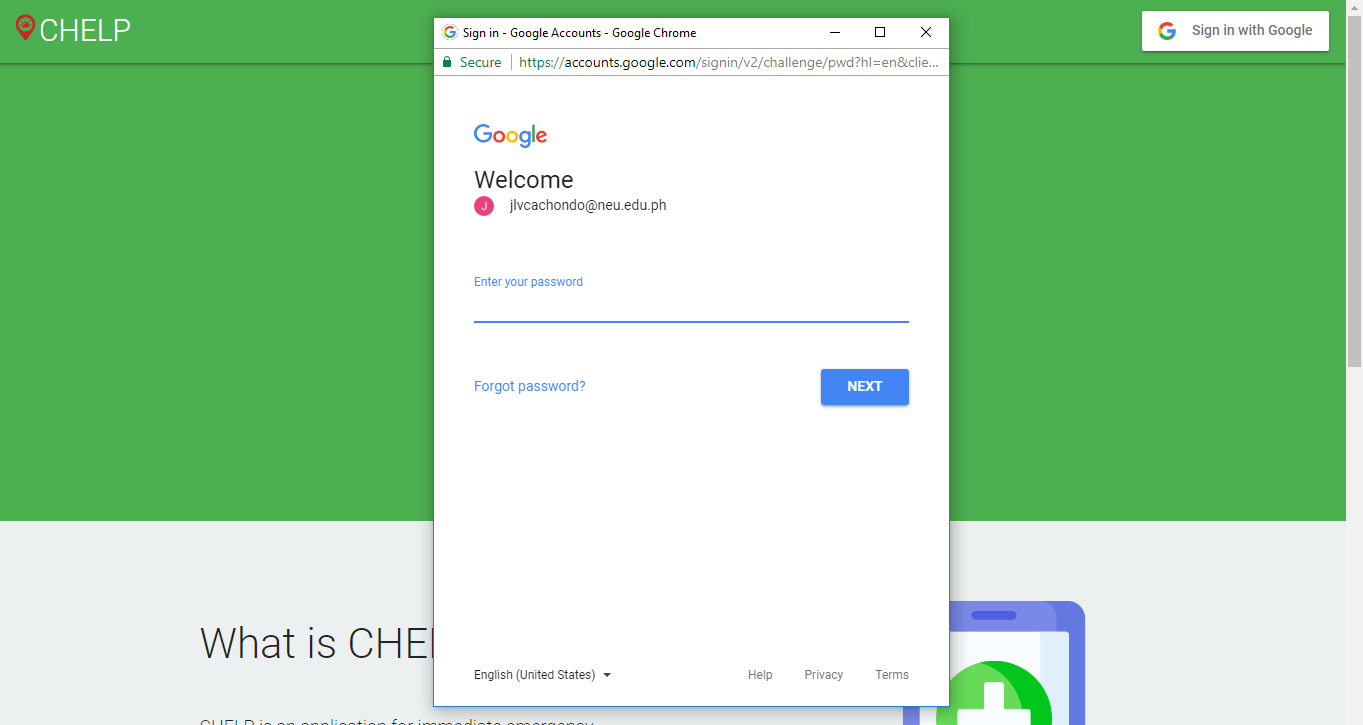 CHELP
Sign in with Google
Sign in - Google Accounts - Google Chrome
Secure
https://accounts.google.com/signin/v2/challenge/pwd?hl=en&clie...
Google
Welcome
J
jlvcachondo@neu.edu.ph
Enter your password
Forgot password?
NEXT
English (United States)
Help
Privacy
Terms
What is CHE
CHELP is an application for immediate emergency